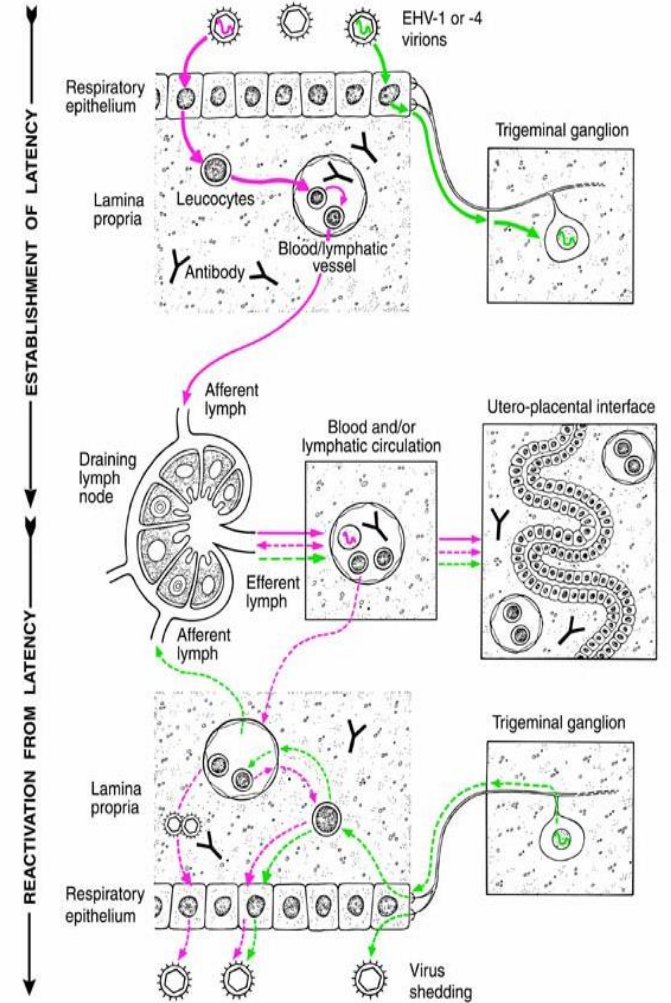 EHV-1 or -4
virions
Respiratory
epithelium
Trigeminal ganglion
Leucocytes
Lamina
propria
Blood/lymphatic
vessel
Antibody
ESTABLISHMENT OF LATENCY
Afferent
lymph
Utero-placental interface
Blood and/or
lymphatic circulation
Draining
lymph
node
Efferent
lymph
Afferent
lymph
REACTIVATION FROM LATENCY
Trigeminal ganglion
Lamina
propria
Respiratory
epithelium
Virus
shedding